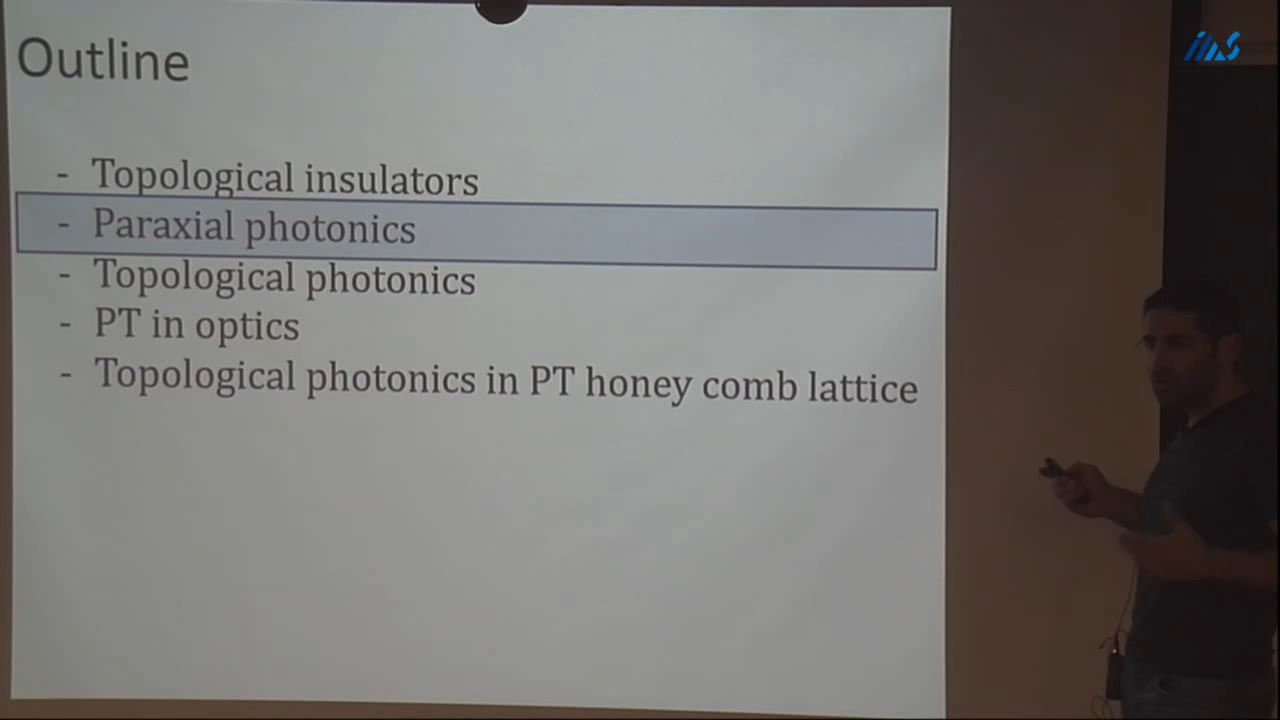 Outline
- Topological insulators
- Paraxial photonics
- Topological photonics
- PT in optics
- Topological photonics in PT honey comb lattice